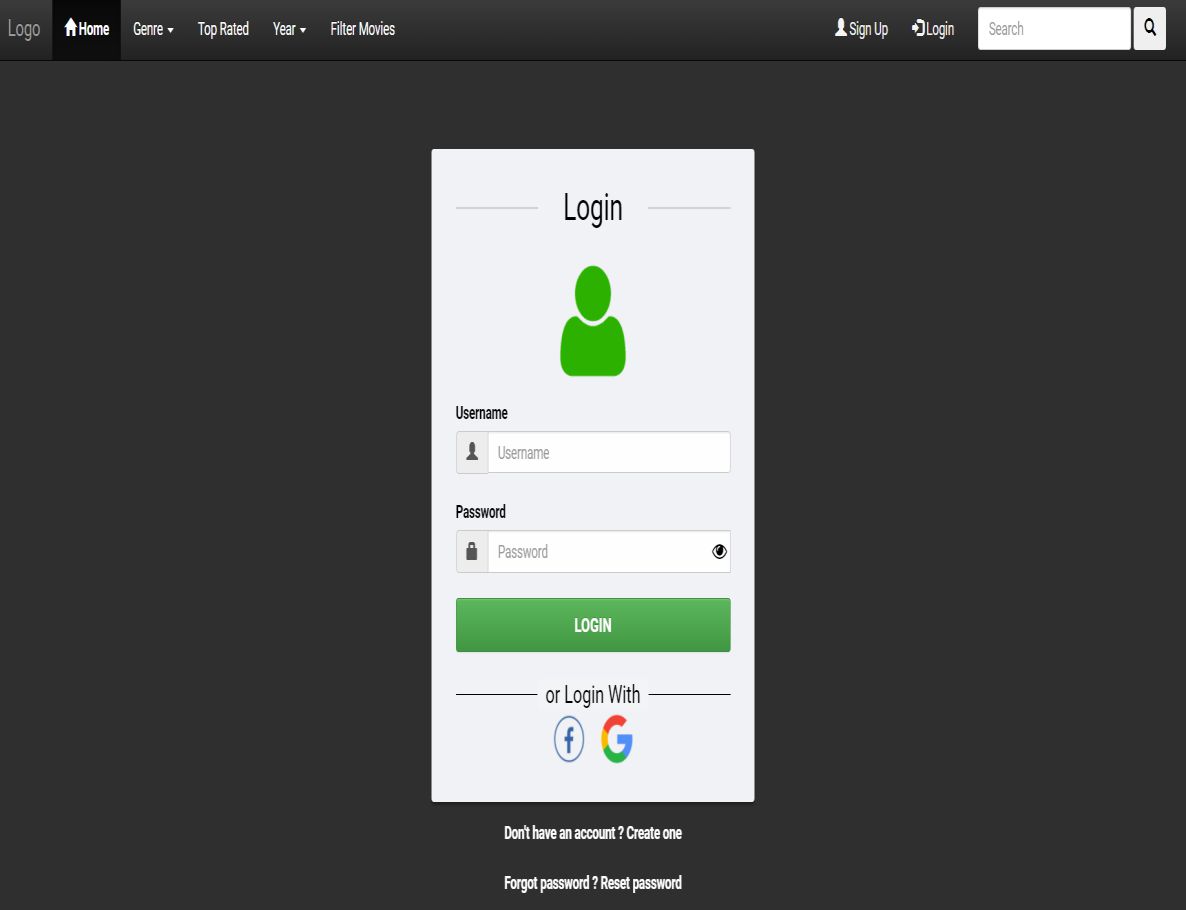 Logo Home Genre Top Rated Year Filter Movies Sign Up Login Search
Login
Username
Username
Password
Password
LOGIN
or Login With
Don't have an account ? Create one
Forgot password ? Reset password